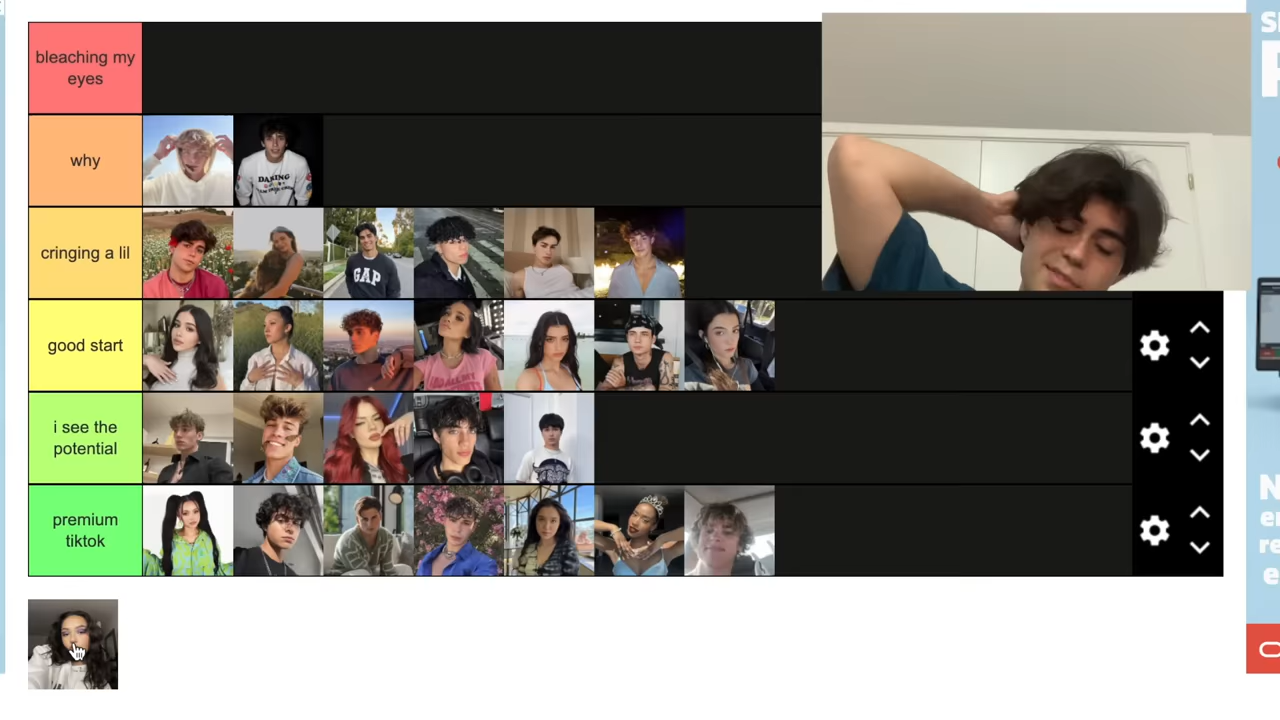 bleaching my
eyes
why
DARING
cringing a lil
GAP
good start
i see the
potential
premium
tiktok